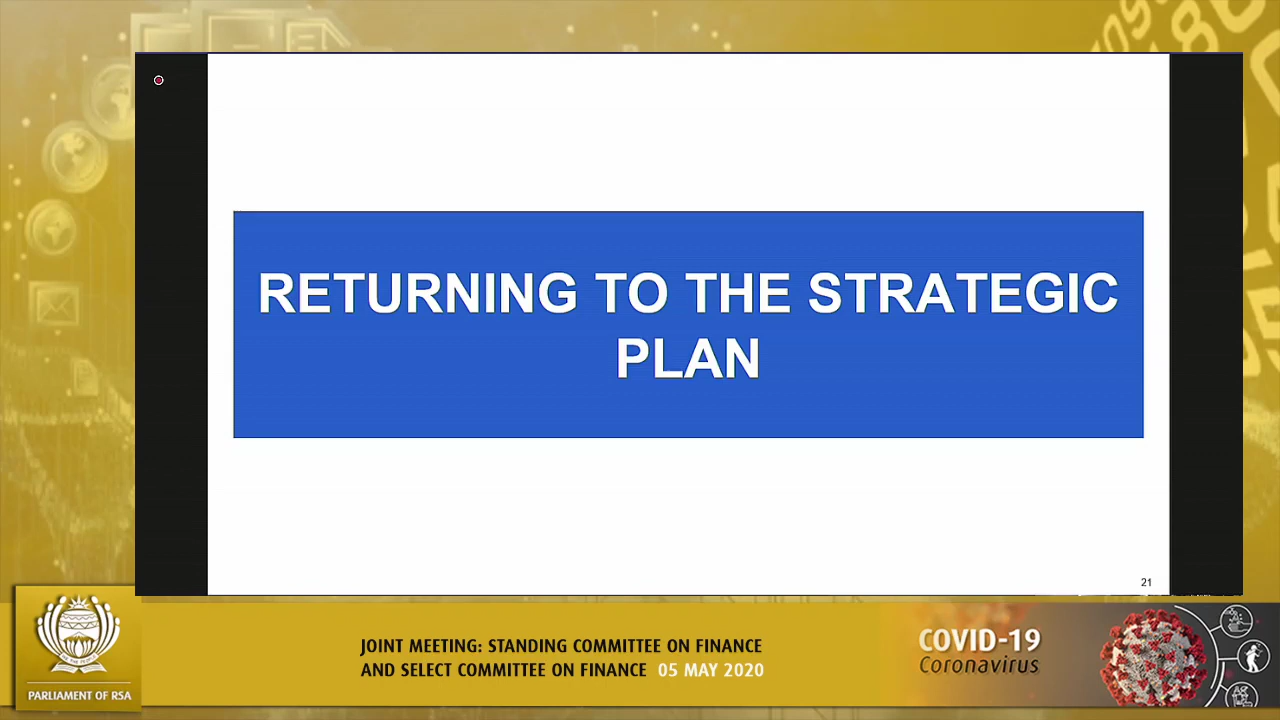 RETURNING TO THE STRATEGIC
PLAN
21
PARLIAMENT OF RSA
JOINT MEETING: STANDING COMMITTEE ON FINANCE
AND SELECT COMMITTEE ON FINANCE 05 MAY 2020
COVID-19
Coronavirus